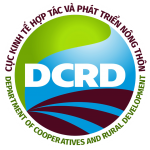 CỤC KINH TẾ HỢP TÁC VÀ PHÁT TRIỂN NÔNG THÔN
DCRD
DEPARTMENT OF COOPERATIVES AND RURAL DEVELOPMENT